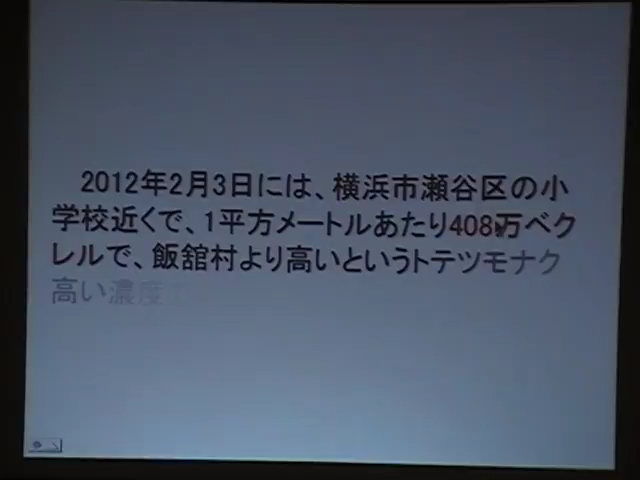 2012年2月3日には、横浜市瀬谷区の小
学校近くで、1平方メートルあたり408万ベク
レルで、飯舘村より高いというトテツモナク
高い濃度